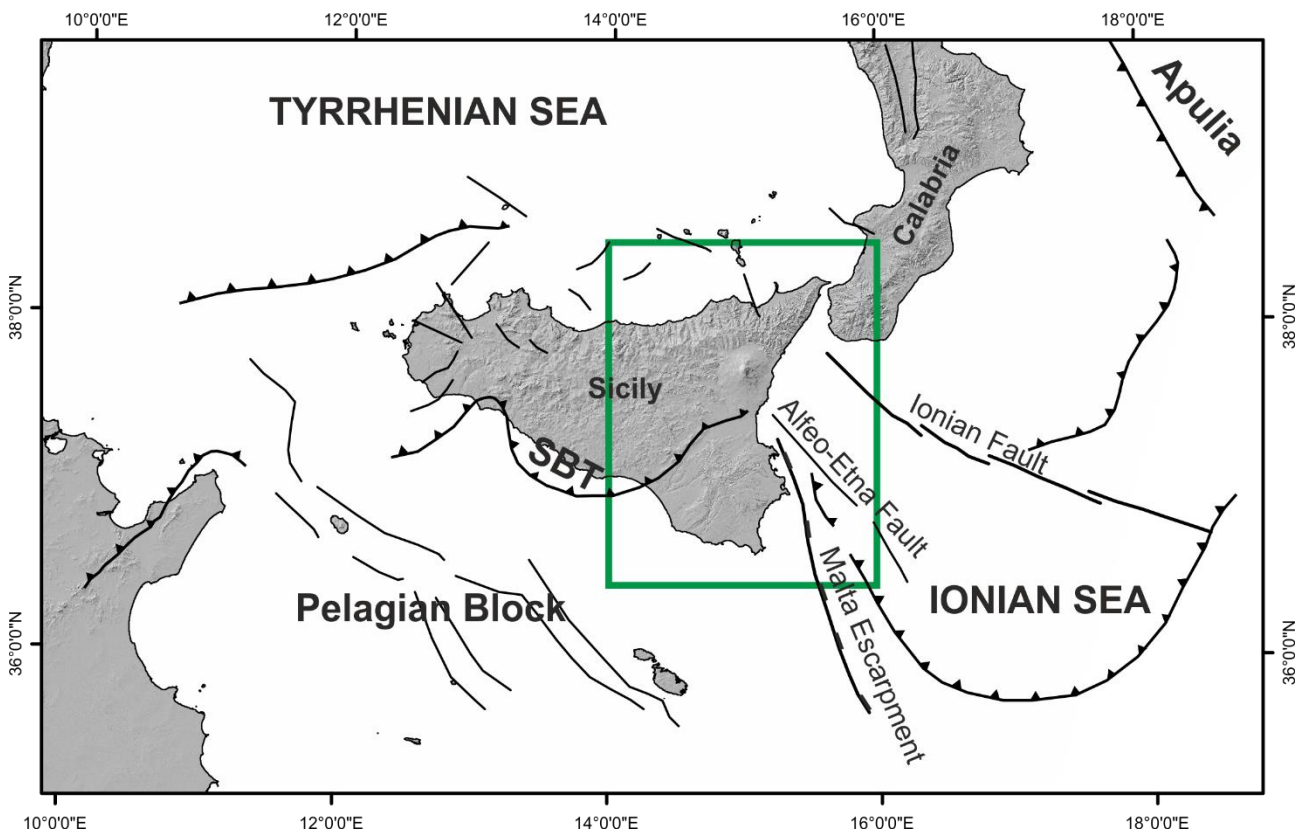 10°0'0"E 12°0'0"E 14°0'0"E 16°0'0"E 18°0'0"E
TYRRHENIAN SEA
Apulia
Calabria
38°0'0"N
38°0'0"N
Sicily
Ionian Fault
Alfeo-Etna Fault
SBT
Malta Escarpment
Pelagian Block
IONIAN SEA
36°0'0"N
36°0'0"N
10°0'0"E 12°0'0"E 14°0'0"E 16°0'0"E 18°0'0"E